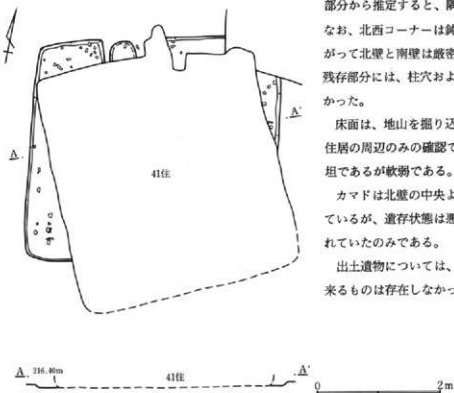 部分から推定すると、隅
なお、北西コーナーは鈍
がって北壁と南壁は厳密
残存部分には、柱穴およ
かった。
床面は、地山を掘り込
住居の周辺のみの確認で
坦であるが軟弱である。
カマドは北壁の中央よ
ているが、遺存状態は悪
れていたのみである。
出土遺物については、
来るものは存在しなかっ
A
A'
41住
A 216.40m
41住
A'
0
2m